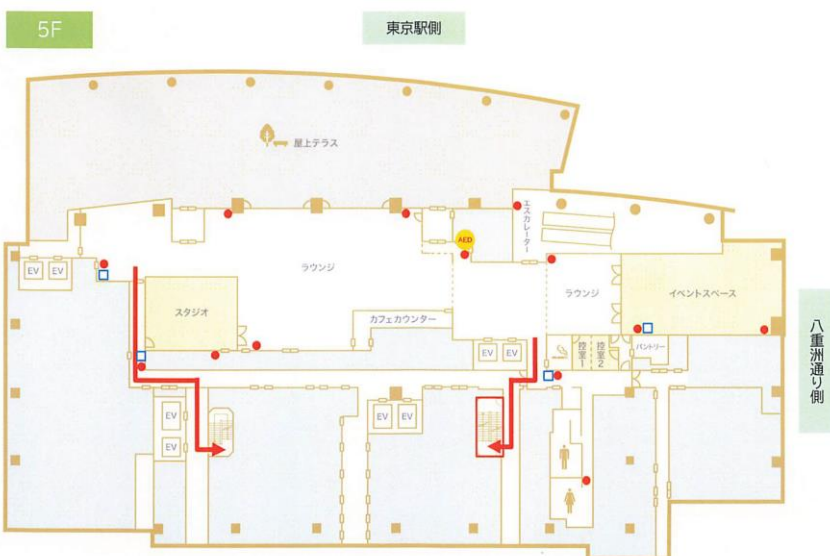 5F
東京駅側
屋上テラス
エスカレーター
AED
ラウンジ
EV
EV
スタジオ
カフェカウンター
ラウンジ
イベントスペース
八重洲通り側
EV
EV
控室1
控室2
パントリー
EV
EV
EV
EV